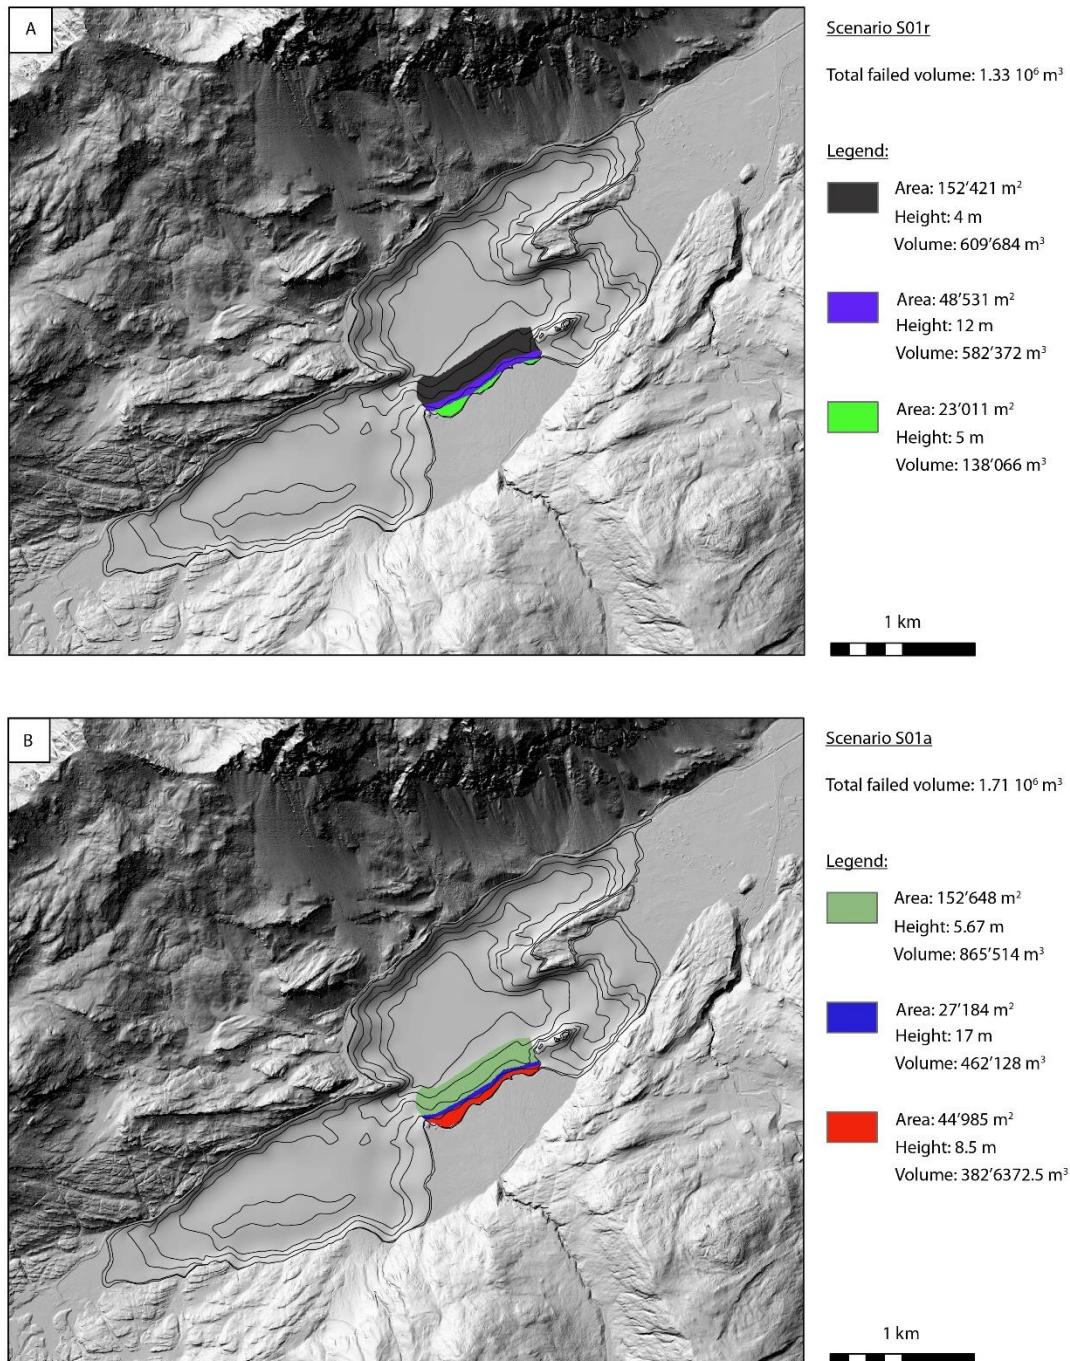 A
Scenario S01r
Total failed volume: 1.33 10⁶ m³
Legend:
Area: 152'421 m²
Height: 4 m
Volume: 609'684 m³
Area: 48'531 m²
Height: 12 m
Volume: 582'372 m³
Area: 23'011 m²
Height: 5 m
Volume: 138'066 m³
1 km
B
Scenario S01a
Total failed volume: 1.71 10⁶ m³
Legend:
Area: 152'648 m²
Height: 5.67 m
Volume: 865'514 m³
Area: 27'184 m²
Height: 17 m
Volume: 462'128 m³
Area: 44'985 m²
Height: 8.5 m
Volume: 382'6372.5 m³
1 km